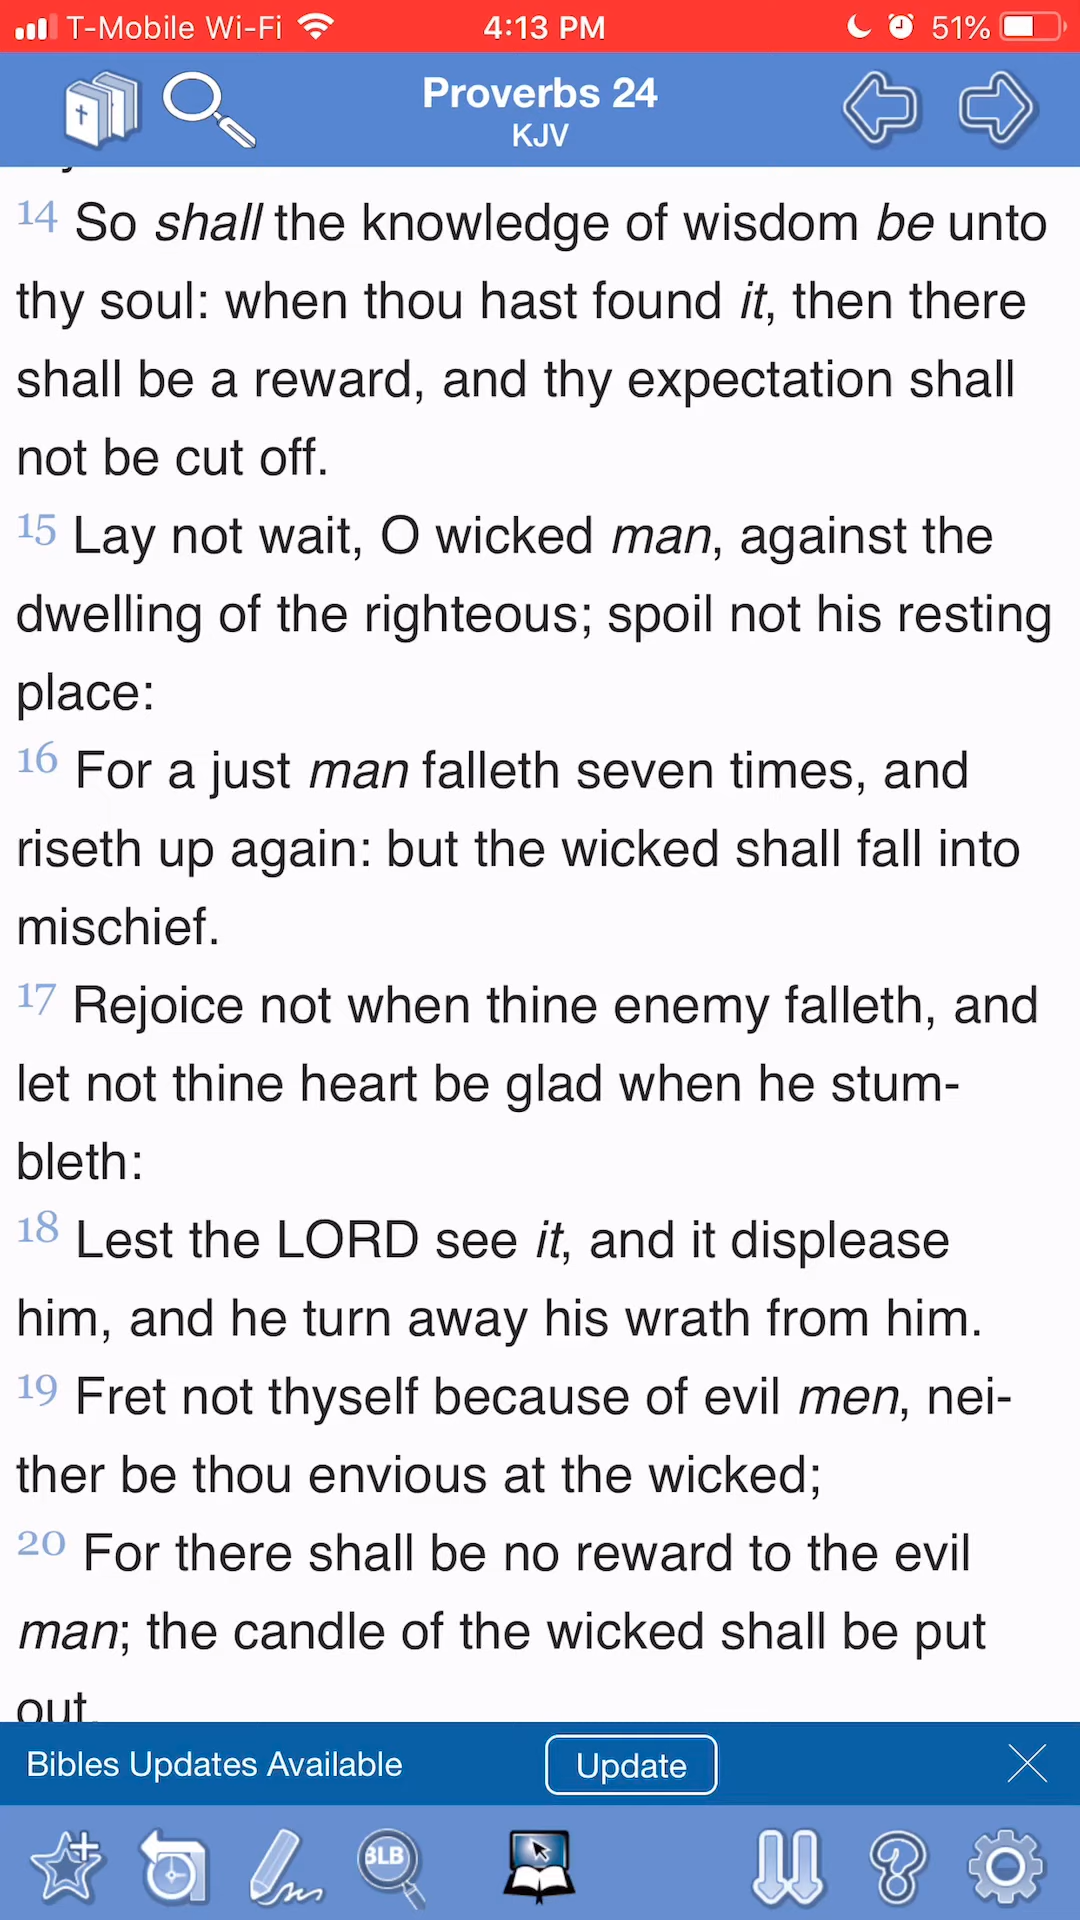 T-Mobile Wi-Fi 4:13 PM 51%
Proverbs 24
KJV
14 So shall the knowledge of wisdom be unto
thy soul: when thou hast found it, then there
shall be a reward, and thy expectation shall
not be cut off.
15 Lay not wait, O wicked man, against the
dwelling of the righteous; spoil not his resting
place:
16 For a just man falleth seven times, and
riseth up again: but the wicked shall fall into
mischief.
17 Rejoice not when thine enemy falleth, and
let not thine heart be glad when he stum-
bleth:
18 Lest the LORD see it, and it displease
him, and he turn away his wrath from him.
19 Fret not thyself because of evil men, nei-
ther be thou envious at the wicked;
20 For there shall be no reward to the evil
man; the candle of the wicked shall be put
out.
Bibles Updates Available Update
BLB